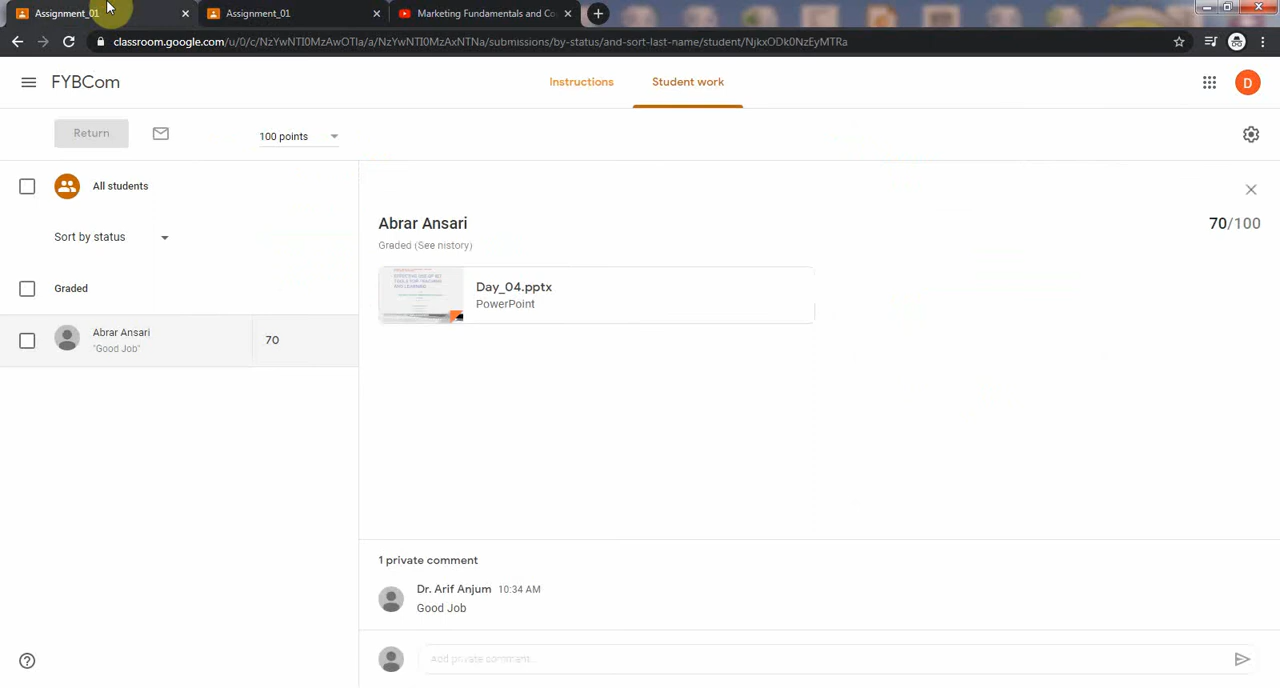 Assignment_01
Assignment_01
Marketing Fundamentals and Co
classroom.google.com/u/0/c/NzYwNTI0MzAwOTIa/a/NzYwNTI0MzAxNTNa/submissions/by-status/and-sort-last-name/student/NjkxODk0NzEyMTRa
FYBCom
Instructions
Student work
D
Return
100 points
All students
Sort by status
Graded
Abrar Ansari
"Good Job"
70
Abrar Ansari
70/100
Graded (See history)
Day_04.pptx
PowerPoint
1 private comment
Dr. Arif Anjum 10:34 AM
Good Job
Add private comment...